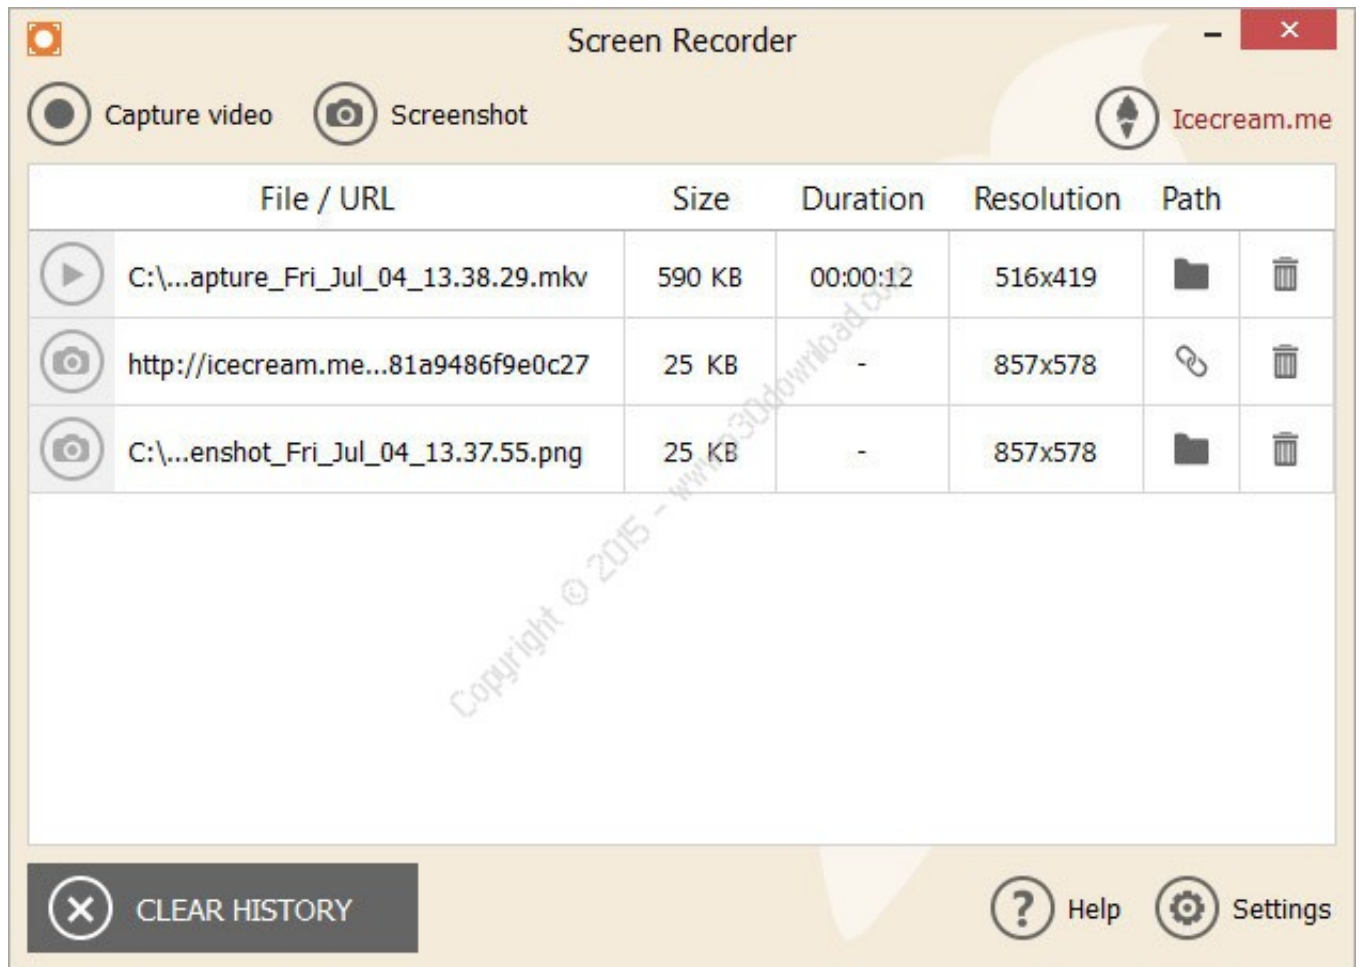 Screen Recorder
Capture video Screenshot Icecream.me
File / URL Size Duration Resolution Path
C:\...apture_Fri_Jul_04_13.38.29.mkv 590 KB 00:00:12 516x419
http://icecream.me...81a9486f9e0c27 25 KB - 857x578
C:\...enshot_Fri_Jul_04_13.37.55.png 25 KB - 857x578
Copyright © 2015 - www.p30download.com
CLEAR HISTORY Help Settings